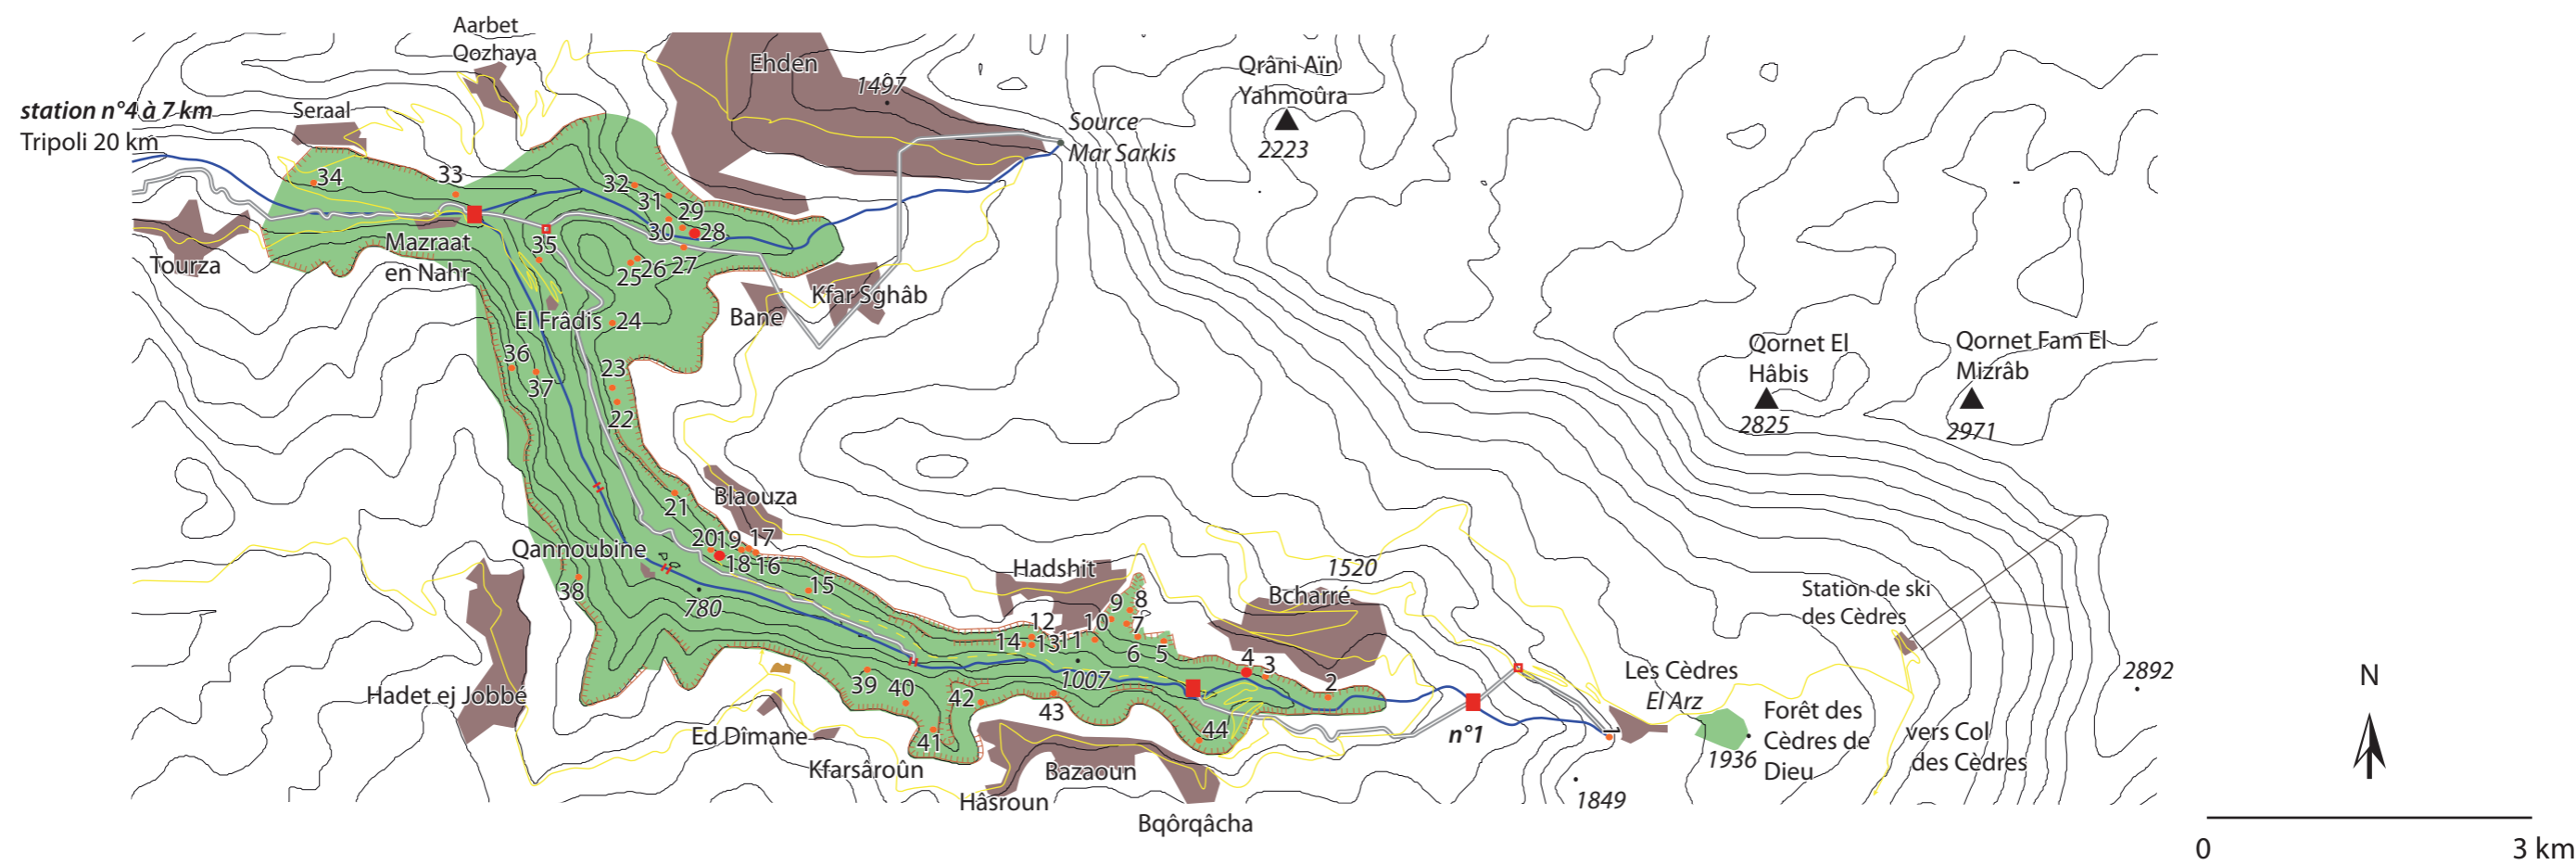 Aarbet
Qozhaya
Ehden
1497
Qrâni Aïn
Yahmoûra
2223
station n°4 à 7 km
Tripoli 20 km
Seraal
Source
Mar Sarkis
34
33
32
31
29
30
28
35
25
26
27
Mazraat
en Nahr
Tourza
Kfar Sghâb
Bane
El Frâdis
24
36
37
23
22
Qornet El
Hâbis
2825
Qornet Fam El
Mizrâb
2971
21
Blaouza
20
19
17
18
16
15
Qannoubine
38
780
Hadshit
1520
Bcharré
9
8
10
7
12
14
13
11
6
5
4
3
2
1007
Station de ski
des Cèdres
2892
Hadet ej Jobbé
39
40
42
41
43
44
Ed Dîmane
Kfarsâroûn
Hâsroun
Bazaoun
Bqôrqâcha
n°1
1
Les Cèdres
El Arz
1936
Forêt des
Cèdres de
Dieu
vers Col
des Cèdres
1849
N
0
3 km